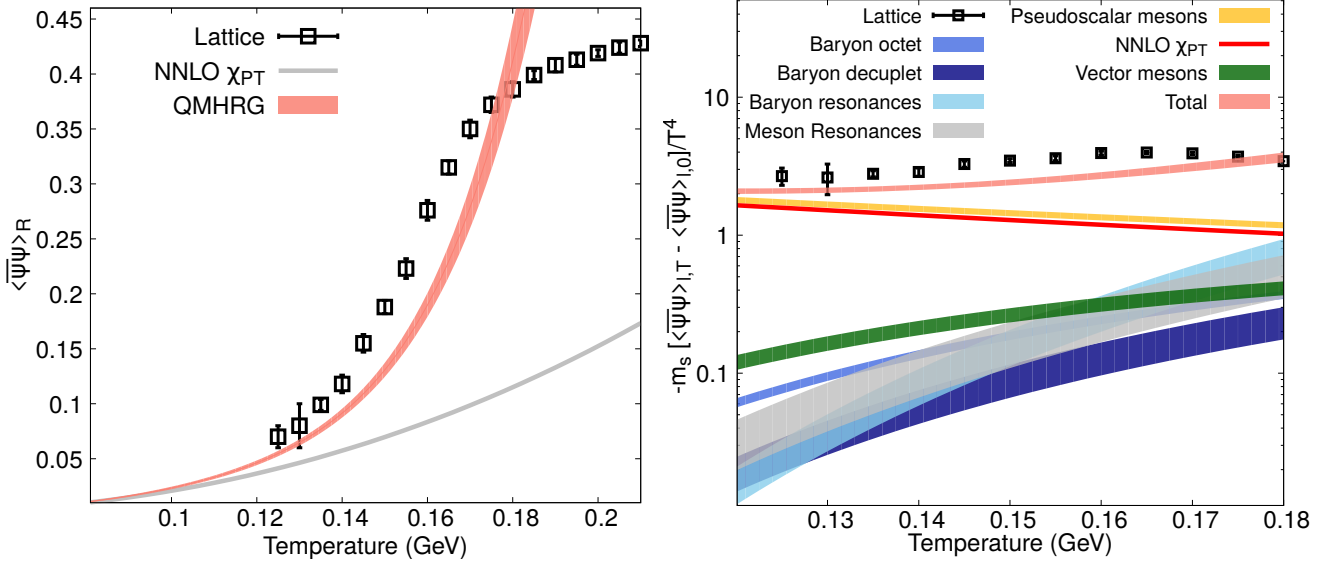 Lattice
NNLO χPT
QMHRG
0.45
0.4
0.35
0.3
0.25
0.2
0.15
0.1
0.05
<ψ̅ψ>R
0.1 0.12 0.14 0.16 0.18 0.2
Temperature (GeV)
Lattice
Baryon octet
Baryon decuplet
Baryon resonances
Meson Resonances
Pseudoscalar mesons
NNLO χPT
Vector mesons
Total
10
1
0.1
-ms [<ψ̅ψ>l,T - <ψ̅ψ>l,0]/T⁴
0.13 0.14 0.15 0.16 0.17 0.18
Temperature (GeV)